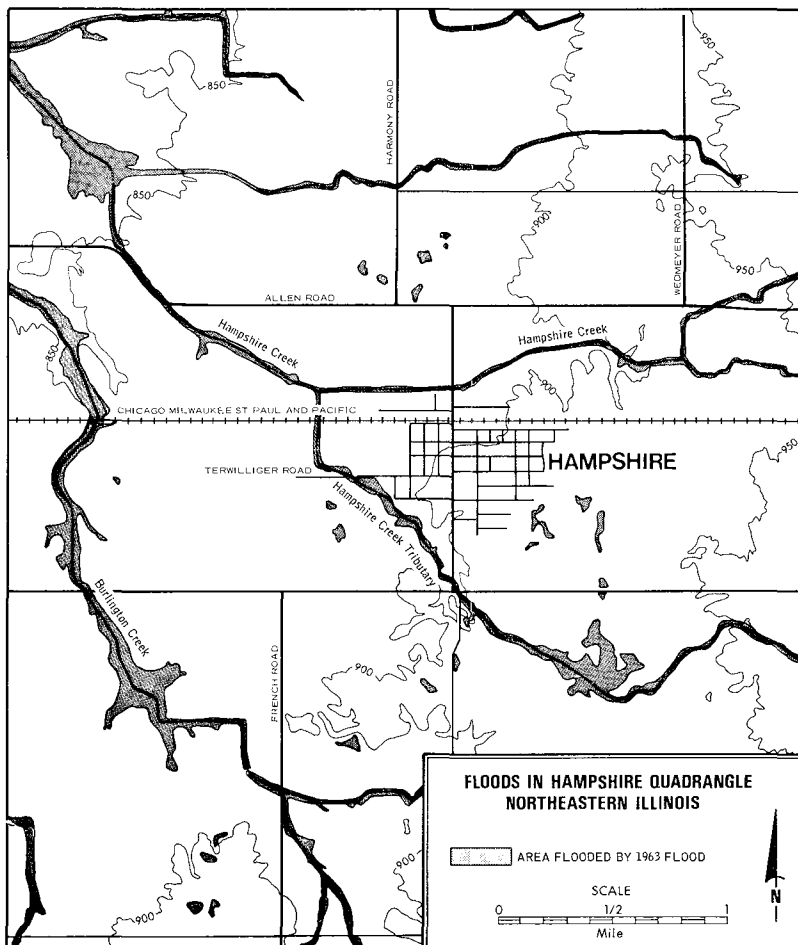 850
950
HARMONY ROAD
850
900
WEDMEYER ROAD
950
ALLEN ROAD
Hampshire Creek
Hampshire Creek
850
900
CHICAGO MILWAUKEE ST PAUL AND PACIFIC
950
TERWILLIGER ROAD
HAMPSHIRE
Hampshire Creek Tributary
Burlington Creek
FRENCH ROAD
900
900
900
FLOODS IN HAMPSHIRE QUADRANGLE
NORTHEASTERN ILLINOIS
AREA FLOODED BY 1963 FLOOD
SCALE
0 1/2 1
Mile
N